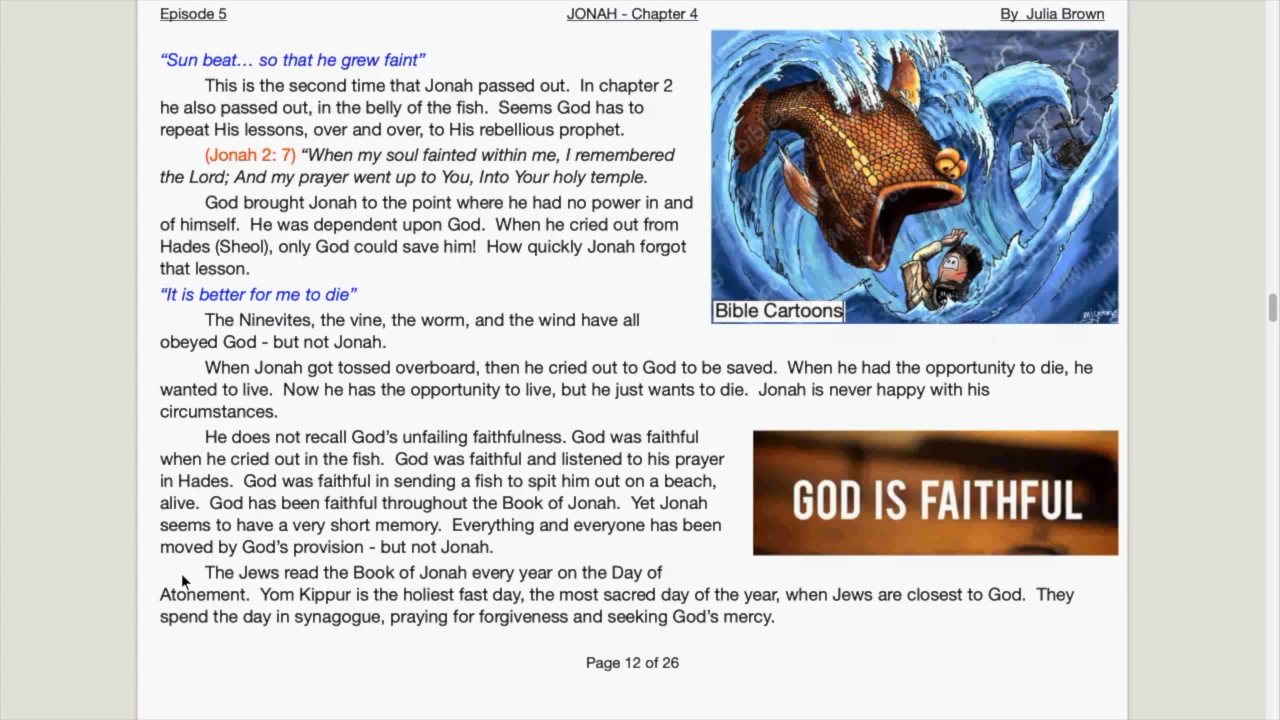 Episode 5
JONAH - Chapter 4
By Julia Brown
“Sun beat… so that he grew faint”
This is the second time that Jonah passed out. In chapter 2
he also passed out, in the belly of the fish. Seems God has to
repeat His lessons, over and over, to His rebellious prophet.
(Jonah 2: 7) “When my soul fainted within me, I remembered
the Lord; And my prayer went up to You, Into Your holy temple.
God brought Jonah to the point where he had no power in and
of himself. He was dependent upon God. When he cried out from
Hades (Sheol), only God could save him! How quickly Jonah forgot
that lesson.
Bible Cartoons
“It is better for me to die”
The Ninevites, the vine, the worm, and the wind have all
obeyed God - but not Jonah.
When Jonah got tossed overboard, then he cried out to God to be saved. When he had the opportunity to die, he
wanted to live. Now he has the opportunity to live, but he just wants to die. Jonah is never happy with his
circumstances.
He does not recall God’s unfailing faithfulness. God was faithful
when he cried out in the fish. God was faithful and listened to his prayer
in Hades. God was faithful in sending a fish to spit him out on a beach,
alive. God has been faithful throughout the Book of Jonah. Yet Jonah
seems to have a very short memory. Everything and everyone has been
moved by God’s provision - but not Jonah.
GOD IS FAITHFUL
The Jews read the Book of Jonah every year on the Day of
Atonement. Yom Kippur is the holiest fast day, the most sacred day of the year, when Jews are closest to God. They
spend the day in synagogue, praying for forgiveness and seeking God’s mercy.
Page 12 of 26